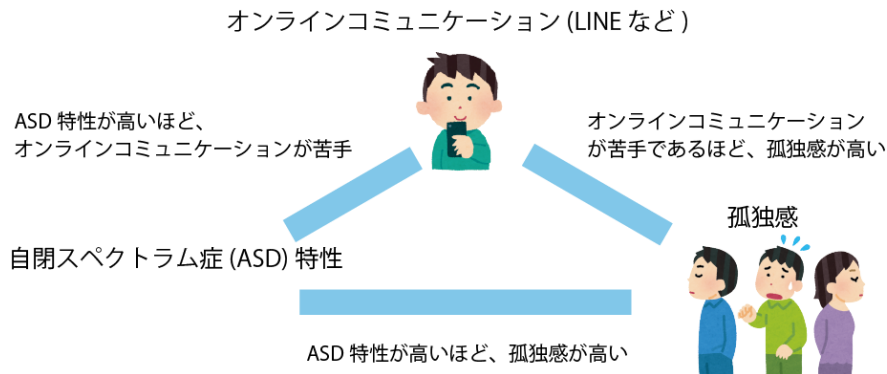 オンラインコミュニケーション (LINE など )
ASD 特性が高いほど、
オンラインコミュニケーションが苦手
オンラインコミュニケーション
が苦手であるほど、孤独感が高い
孤独感
自閉スペクトラム症 (ASD) 特性
ASD 特性が高いほど、孤独感が高い